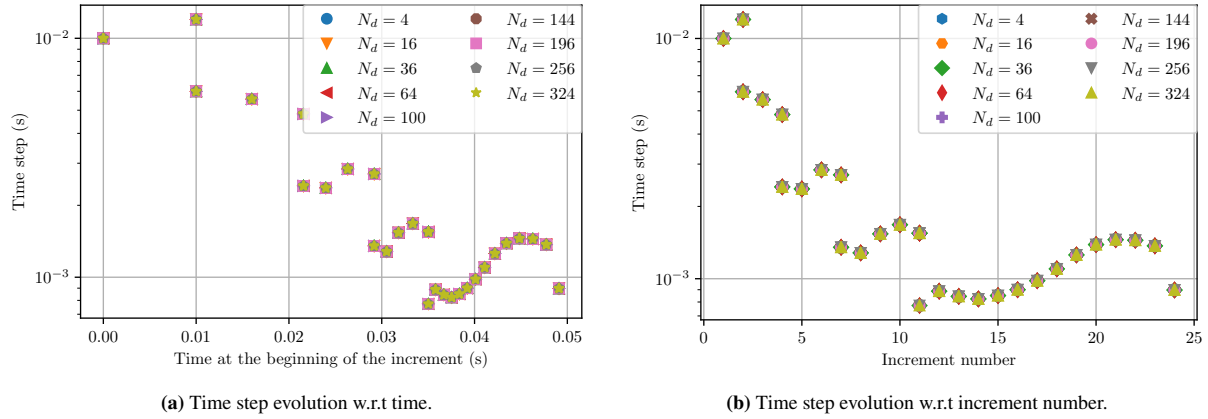 10⁻²
10⁻³
Time step (s)
0.00 0.01 0.02 0.03 0.04 0.05
Time at the beginning of the increment (s)
N_d = 4
N_d = 16
N_d = 36
N_d = 64
N_d = 100
N_d = 144
N_d = 196
N_d = 256
N_d = 324
(a) Time step evolution w.r.t time.
10⁻²
10⁻³
Time step (s)
0 5 10 15 20 25
Increment number
N_d = 4
N_d = 16
N_d = 36
N_d = 64
N_d = 100
N_d = 144
N_d = 196
N_d = 256
N_d = 324
(b) Time step evolution w.r.t increment number.